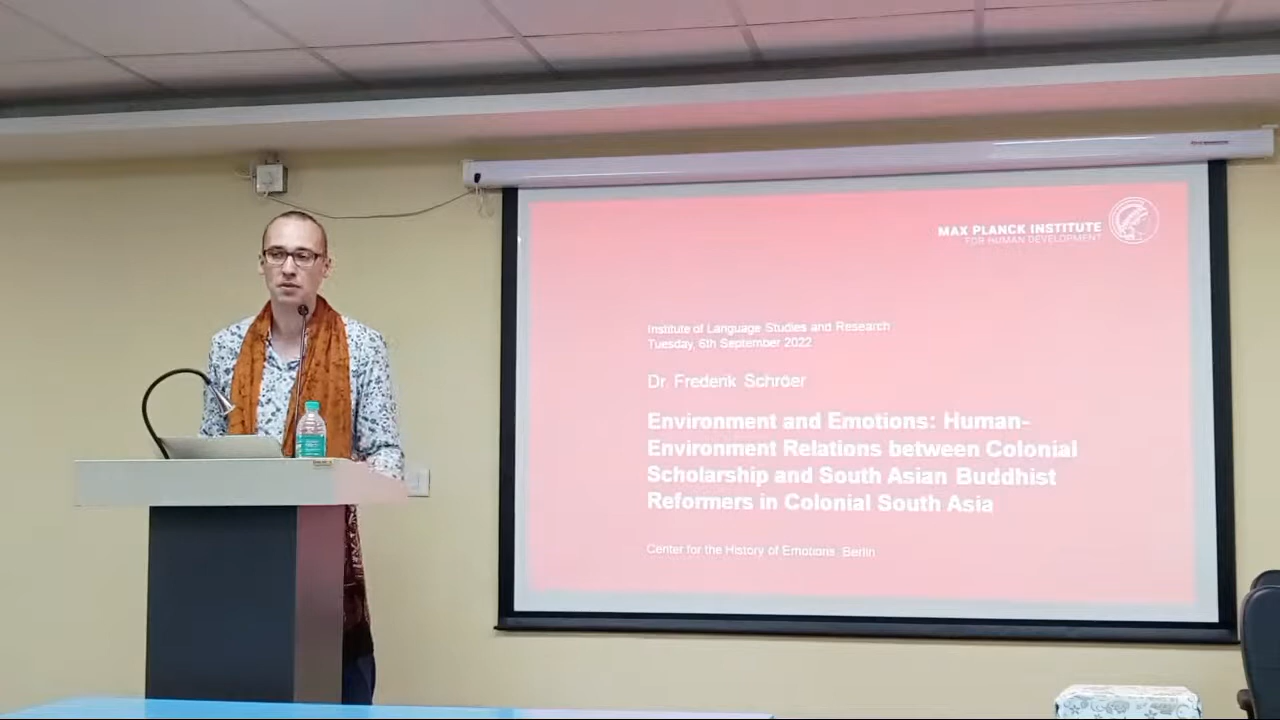 MAX PLANCK INSTITUTE
FOR HUMAN DEVELOPMENT
Institute of Language Studies and Research
Tuesday, 6th September 2022
Dr. Frederik Schröer
Environment and Emotions: Human-
Environment Relations between Colonial
Scholarship and South Asian Buddhist
Reformers in Colonial South Asia
Center for the History of Emotions, Berlin